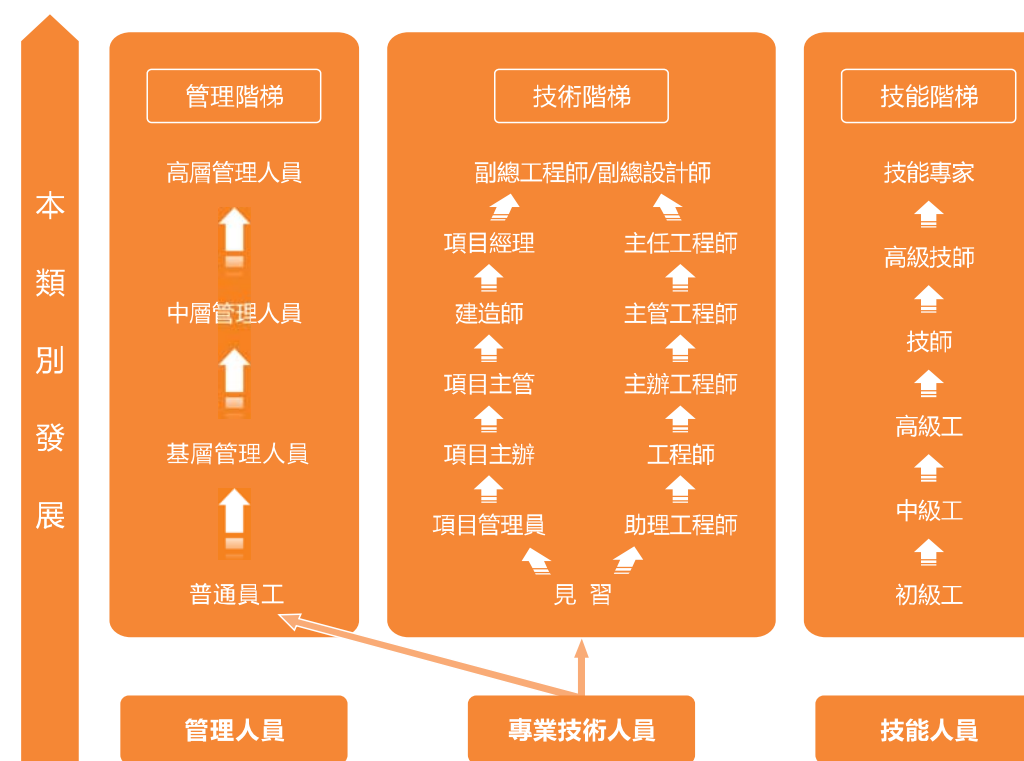 本類別發展
管理階梯
高層管理人員
中層管理人員
基層管理人員
普通員工
技術階梯
副總工程師/副總設計師
項目經理
主任工程師
建造師
主管工程師
項目主管
主辦工程師
項目主辦
工程師
項目管理員
助理工程師
見 習
技能階梯
技能專家
高級技師
技師
高級工
中級工
初級工
管理人員
專業技術人員
技能人員